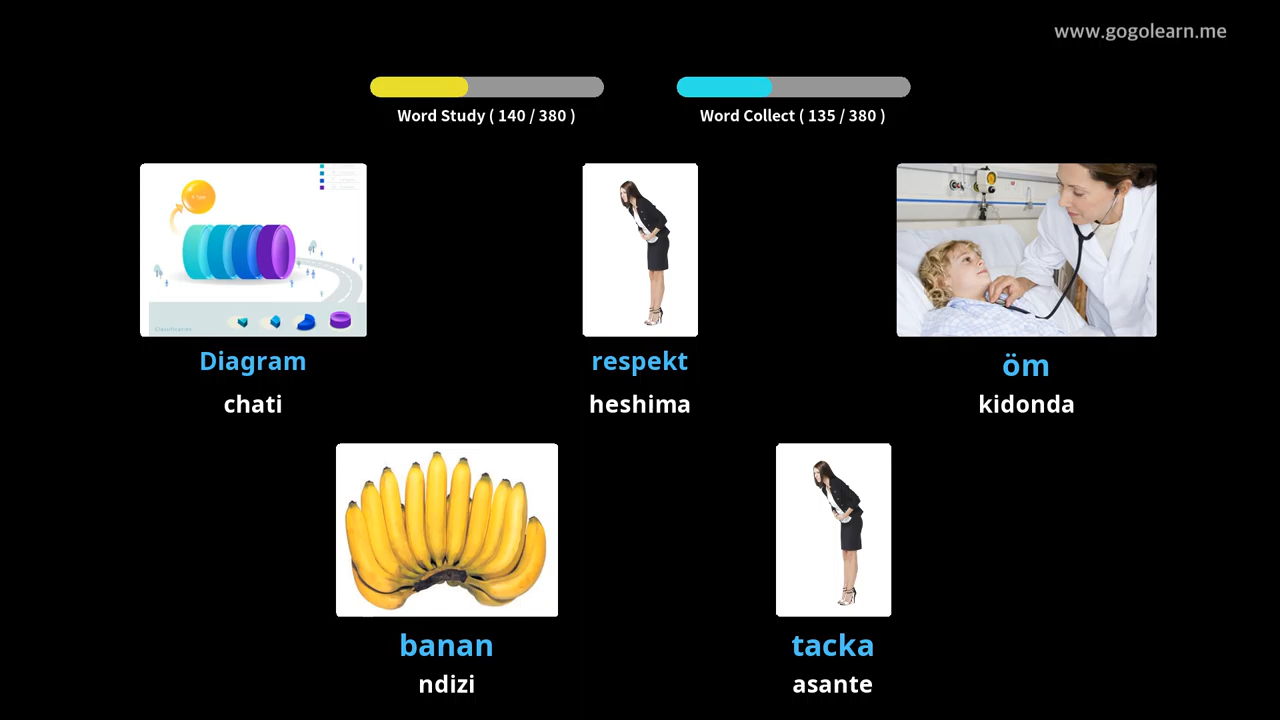 www.gogolearn.me
Word Study ( 140 / 380 )
Word Collect ( 135 / 380 )
Diagram
respekt
öm
chati
heshima
kidonda
banan
tacka
ndizi
asante